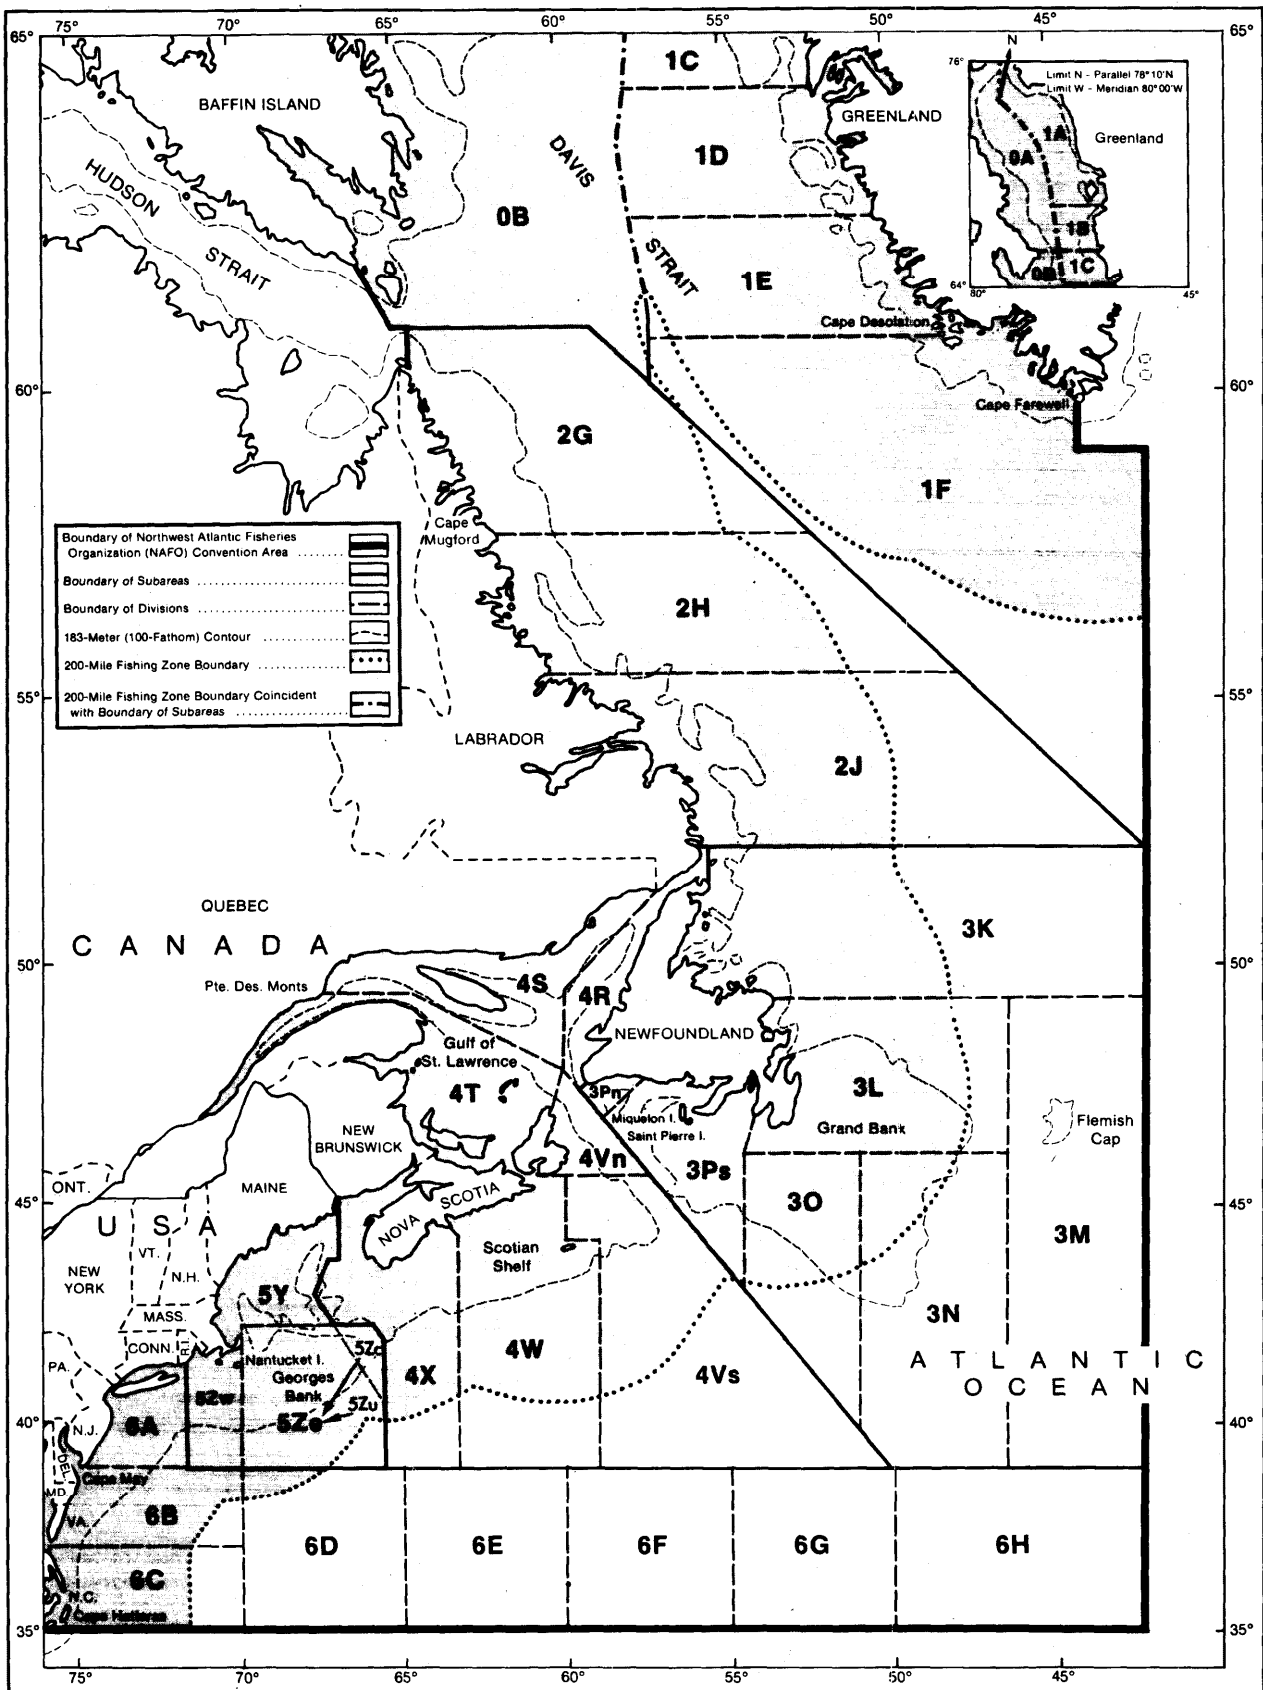 75° 70° 65° 60° 55° 50° 45°
65° 65°
1C
N
76°
Limit N - Parallel 78°10'N
Limit W - Meridian 80°00'W
BAFFIN ISLAND
GREENLAND
Greenland
1A
0A
DAVIS
1D
HUDSON
0B
1B
STRAIT
STRAIT
1E
0B 1C
64°
80° 45°
Cape Desolation
60° 60°
Cape Farewell
2G
1F
Cape
Mugford
Boundary of Northwest Atlantic Fisheries
Organization (NAFO) Convention Area
Boundary of Subareas
Boundary of Divisions
183-Meter (100-Fathom) Contour
200-Mile Fishing Zone Boundary
200-Mile Fishing Zone Boundary Coincident
with Boundary of Subareas
2H
55° 55°
LABRADOR
2J
QUEBEC
CANADA
3K
50° 50°
Pte. Des. Monts
4S
4R
NEWFOUNDLAND
Gulf of
St. Lawrence
4T
3Pn
3L
Miquelon I.
Saint Pierre I.
Grand Bank
Flemish
Cap
NEW
BRUNSWICK
4Vn
3Ps
ONT.
MAINE
45° 45°
NOVA SCOTIA
3O
USA
3M
VT.
Scotian
Shelf
NEW
YORK
N.H.
5Y
MASS.
3N
CONN.
R.I.
4W
PA.
Nantucket I.
5Zc
ATLANTIC
OCEAN
Georges
Bank
4X
4Vs
5Zw
5Zu
40° 40°
N.J.
6A
5Ze
DEL.
Cape May
MD.
VA.
6B
6D 6E 6F 6G 6H
6C
N.C.
Cape Hatteras
35° 35°
75° 70° 65° 60° 55° 50° 45°